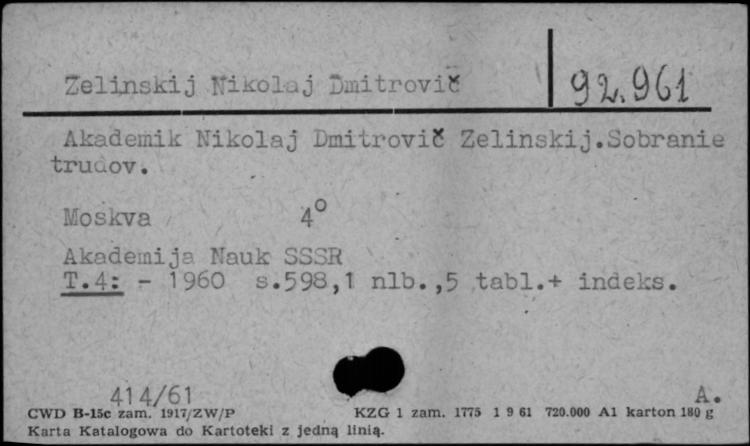 Zelinskij Nikolaj Dmitrovič
92.961
Akademik Nikolaj Dmitrovič Zelinskij.Sobranie
trudov.
Moskva 4°
Akademija Nauk SSSR
T.4: - 1960 s.598,1 nlb.,5 tabl.+ indeks.
414/61 A.
CWD B-15c zam. 1917/ZW/P KZG 1 zam. 1775 1 9 61 720.000 A1 karton 180 g
Karta Katalogowa do Kartoteki z jedną linią.